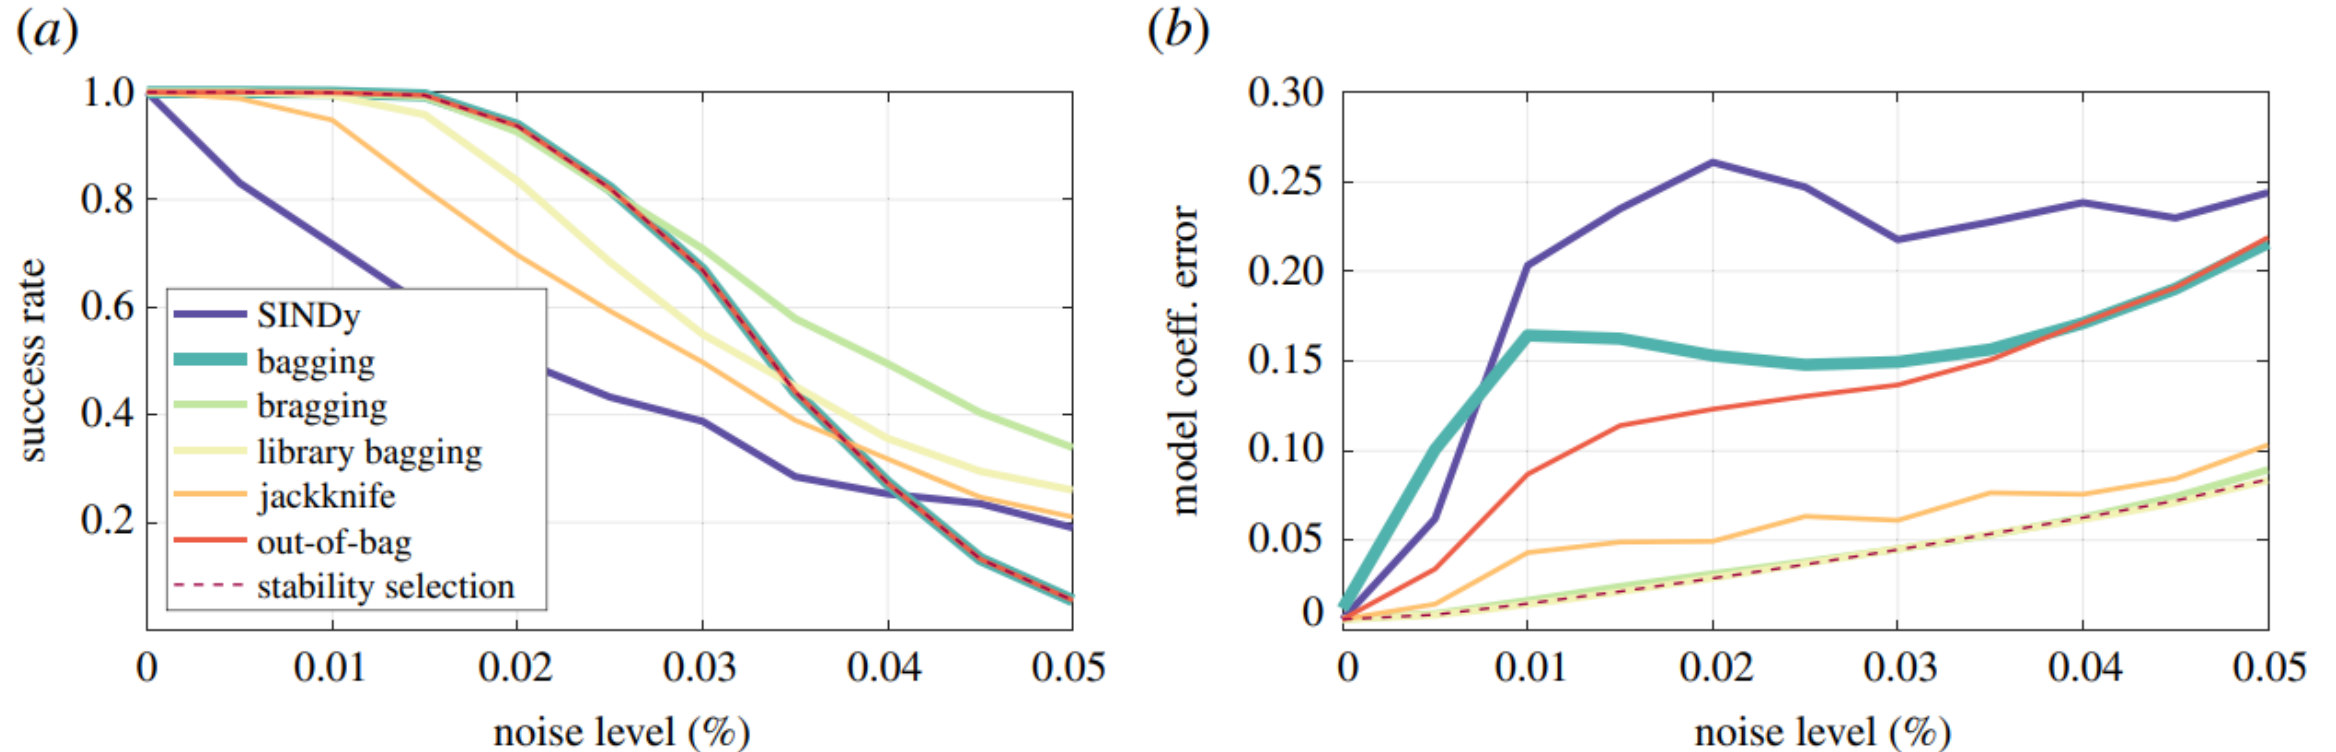 (a)
success rate
1.0
0.8
0.6
0.4
0.2
SINDy
bagging
bragging
library bagging
jackknife
out-of-bag
stability selection
0 0.01 0.02 0.03 0.04 0.05
noise level (%)
(b)
model coeff. error
0.30
0.25
0.20
0.15
0.10
0.05
0
0 0.01 0.02 0.03 0.04 0.05
noise level (%)